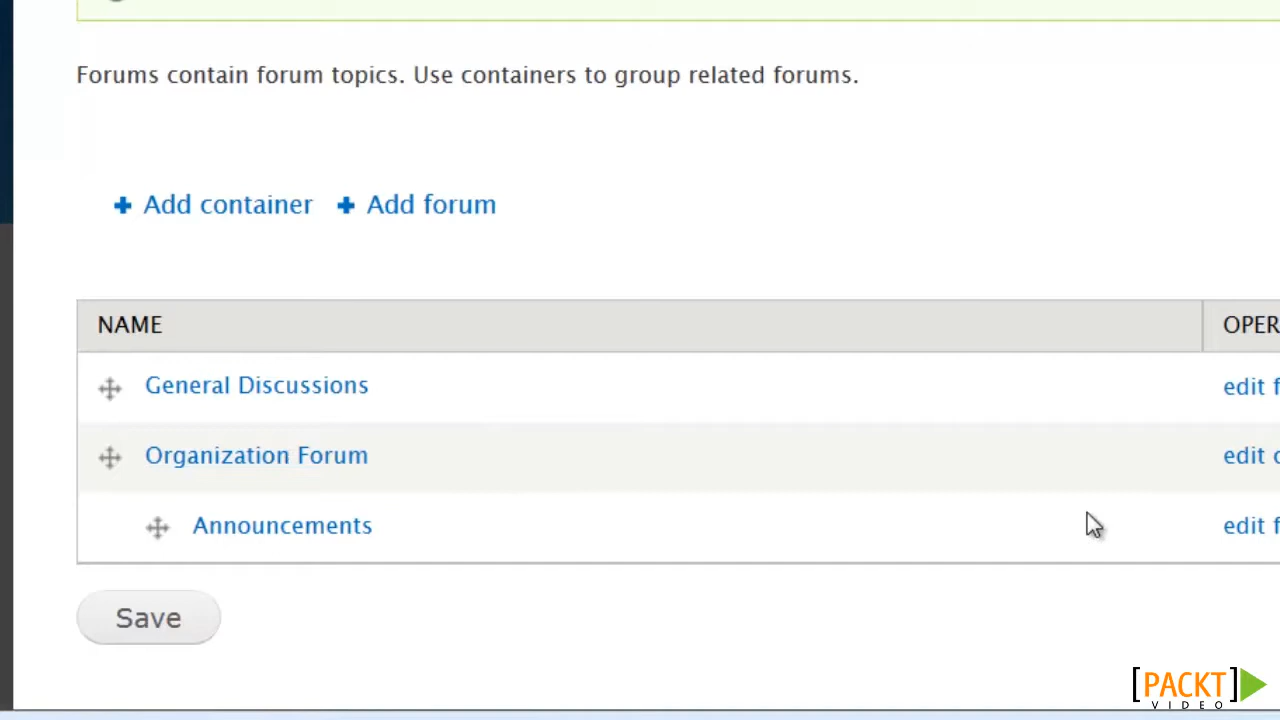 Forums contain forum topics. Use containers to group related forums.
Add container Add forum
NAME OPER
General Discussions edit f
Organization Forum edit c
Announcements edit f
Save
[PACKT]
VIDEO